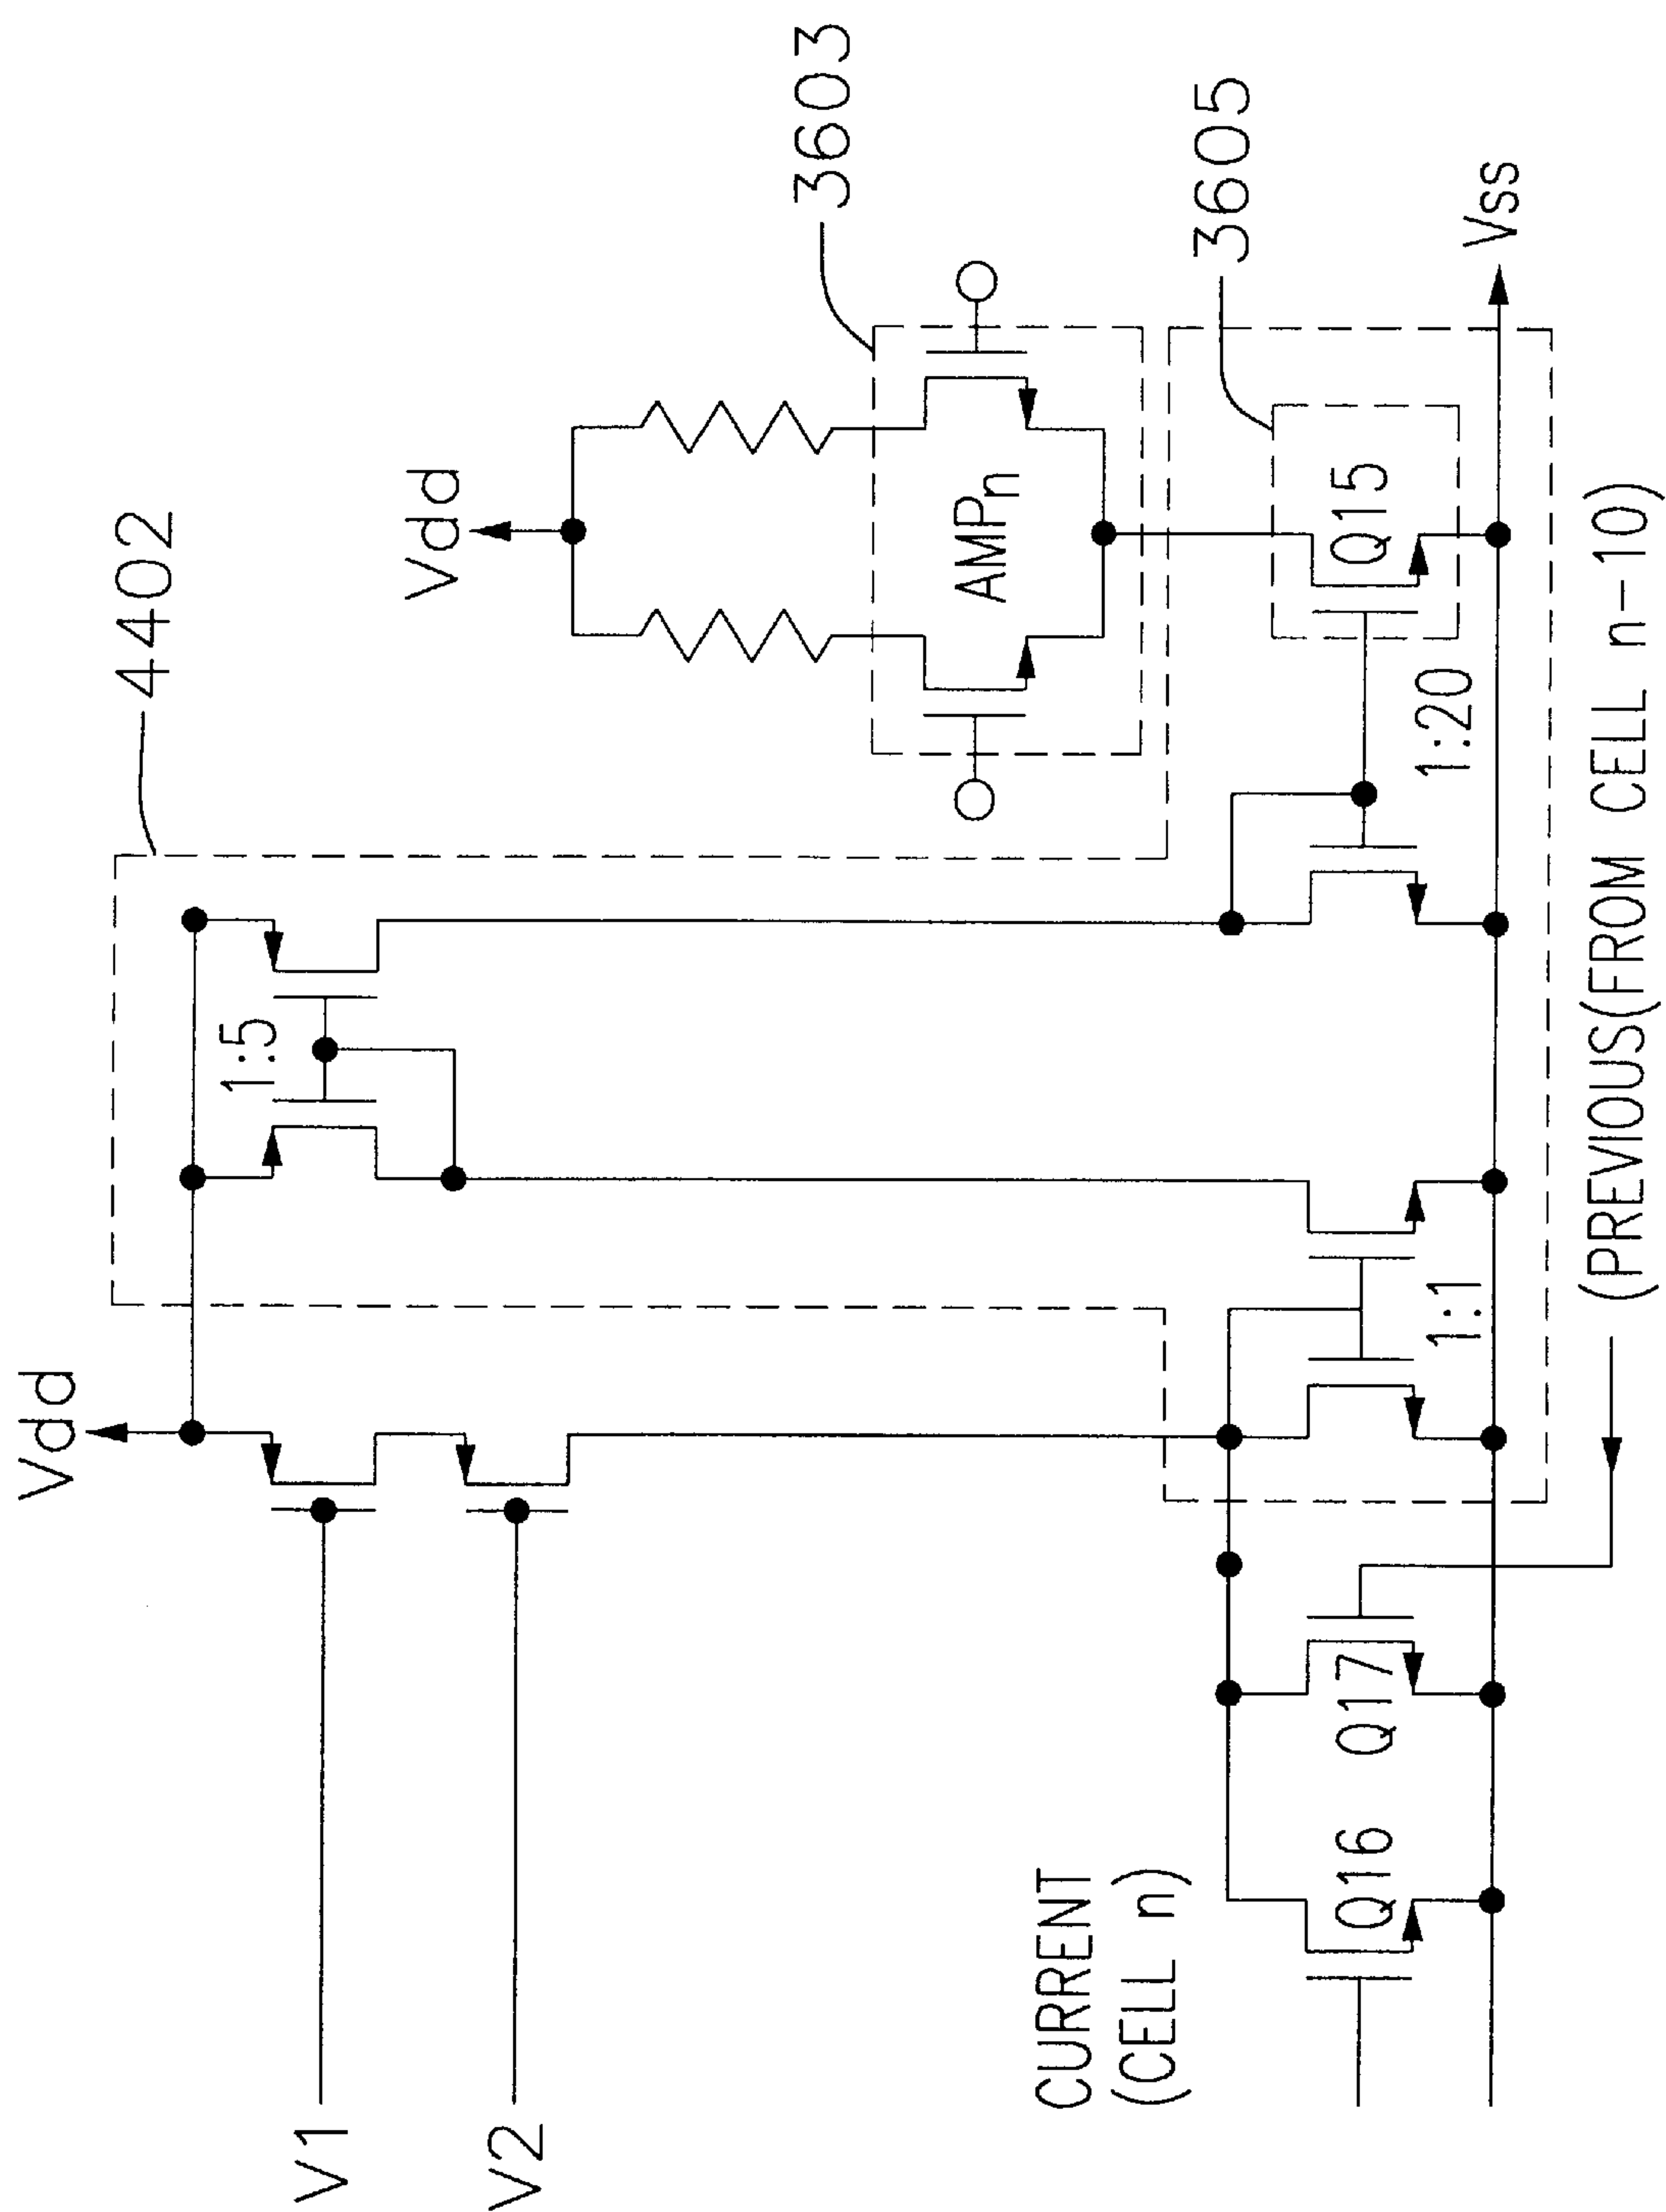 4402
3603
Vdd
Vdd
3605
V1
V2
1:5
AMPn
CURRENT
(CELL n)
Q16
Q17
1:1
1:20
Q15
Vss
(PREVIOUS(FROM CELL n-10)